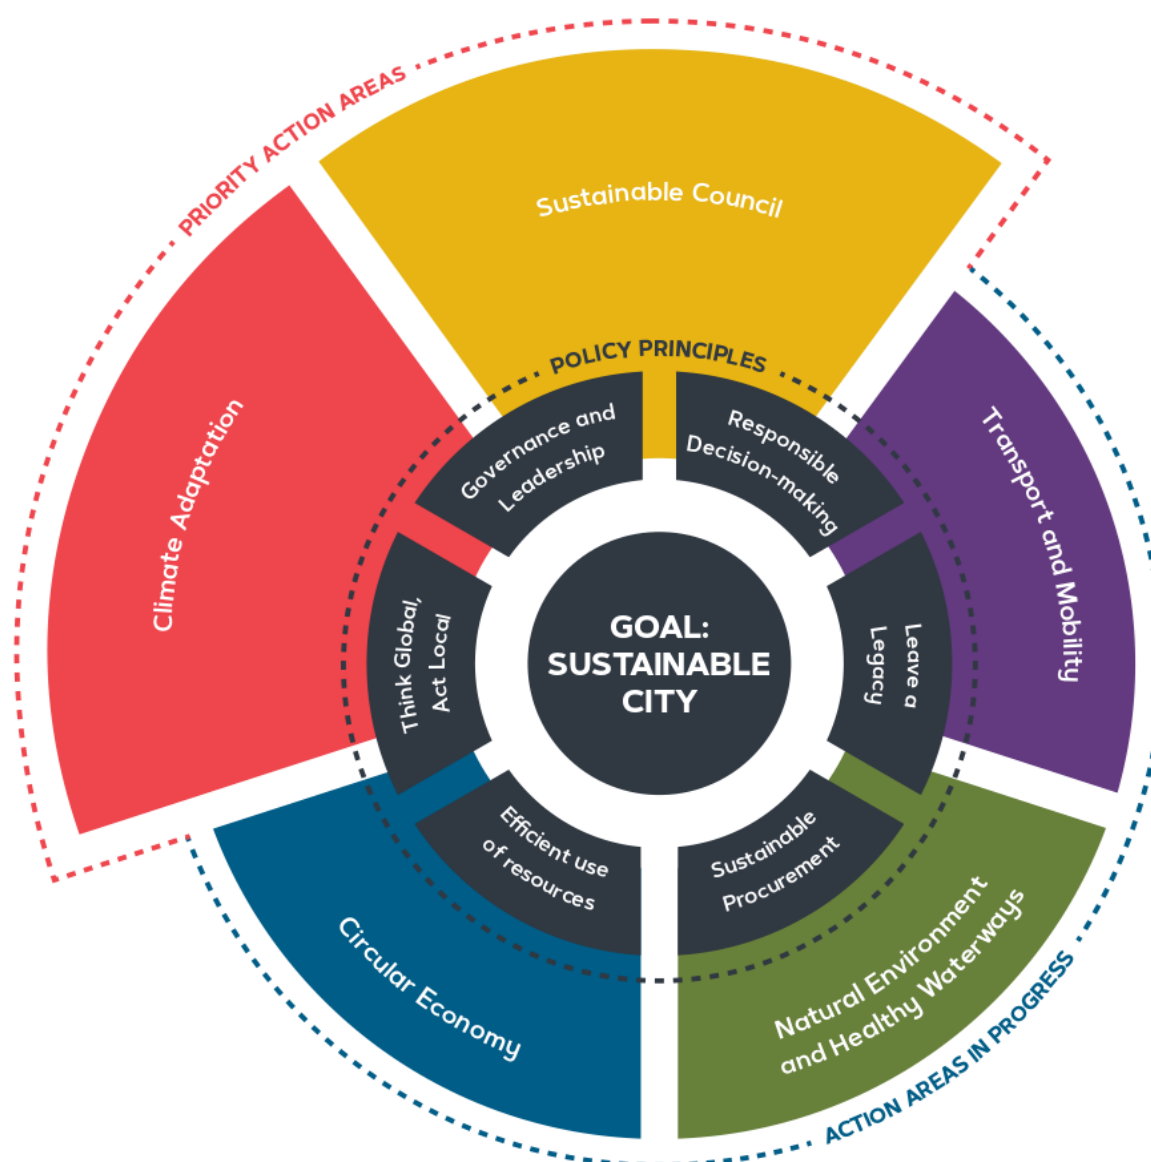 PRIORITY ACTION AREAS
Sustainable Council
Climate Adaptation
Transport and Mobility
POLICY PRINCIPLES
Governance and
Leadership
Responsible
Decision-making
Think Global,
Act Local
Leave a
Legacy
GOAL:
SUSTAINABLE
CITY
Efficient use
of resources
Sustainable
Procurement
Circular Economy
Natural Environment
and Healthy Waterways
ACTION AREAS IN PROGRESS